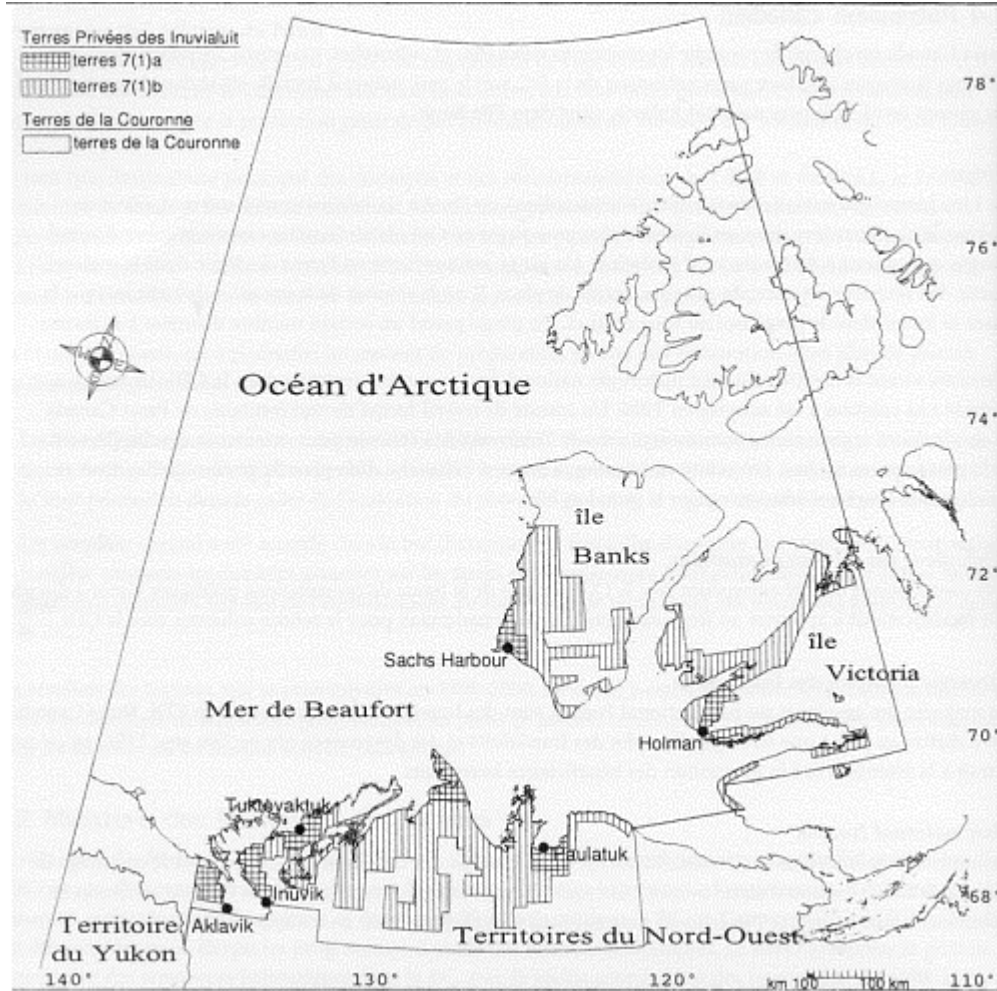 Terres Privées des Inuvialuit
terres 7(1)a
terres 7(1)b
Terres de la Couronne
terres de la Couronne
78°
76°
Océan d'Arctique
74°
île
Banks
72°
île
Sachs Harbour
Victoria
Mer de Beaufort
Holman
70°
Tuktoyaktuk
Paulatuk
Inuvik
68°
Aklavik
Territoire
du Yukon
Territoires du Nord-Ouest
140°
130°
120°
km 100
100 km
110°